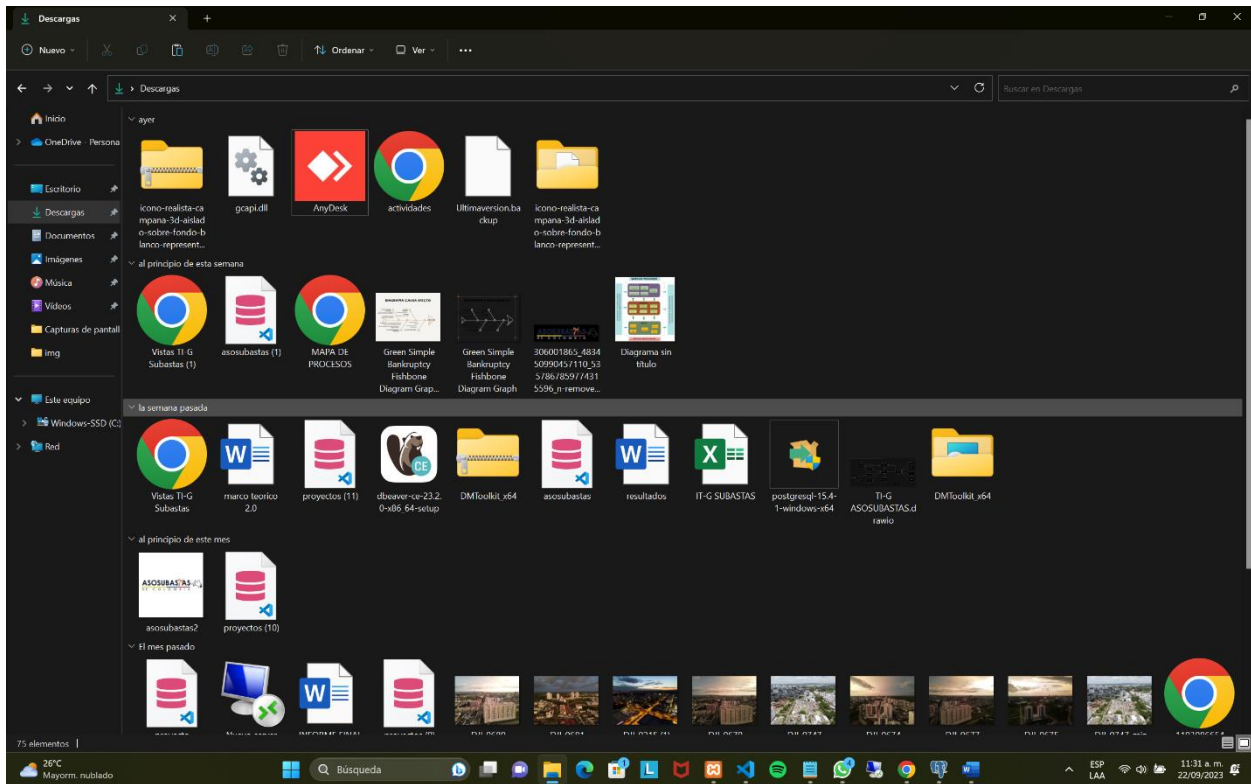 Descargas
Nuevo
Ordenar
Ver
Descargas
Buscar en Descargas
Inicio
OneDrive - Persona
Escritorio
Descargas
Documentos
Imágenes
Música
Vídeos
Capturas de pantall
img
Este equipo
Windows-SSD (C:)
Red
ayer
icono-realista-ca
mpana-3d-aislad
o-sobre-fondo-b
lanco-represent...
gcapi.dll
AnyDesk
actividades
Ultimaversion.ba
ckup
icono-realista-ca
mpana-3d-aislad
o-sobre-fondo-b
lanco-represent...
al principio de esta semana
Vistas TI-G
Subastas (1)
asosubastas (1)
MAPA DE
PROCESOS
Green Simple
Bankruptcy
Fishbone
Diagram Grap...
Green Simple
Bankruptcy
Fishbone
Diagram Graph
306001865_4834
50990457110_53
5786785977431
5596_n-remove...
Diagrama sin
título
la semana pasada
Vistas TI-G
Subastas
marco teorico
2.0
proyectos (11)
CE
dbeaver-ce-23.2.
0-x86_64-setup
DMToolkit_x64
asosubastas
resultados
IT-G SUBASTAS
postgresql-15.4-
1-windows-x64
TI-G
ASOSUBASTAS.d
rawio
DMToolkit_x64
al principio de este mes
ASOSUBASTAS
DE COLOMBIA
asosubastas2
proyectos (10)
El mes pasado
75 elementos
26°C
Mayorm. nublado
Búsqueda
ESP
LAA
11:31 a. m.
22/09/2023